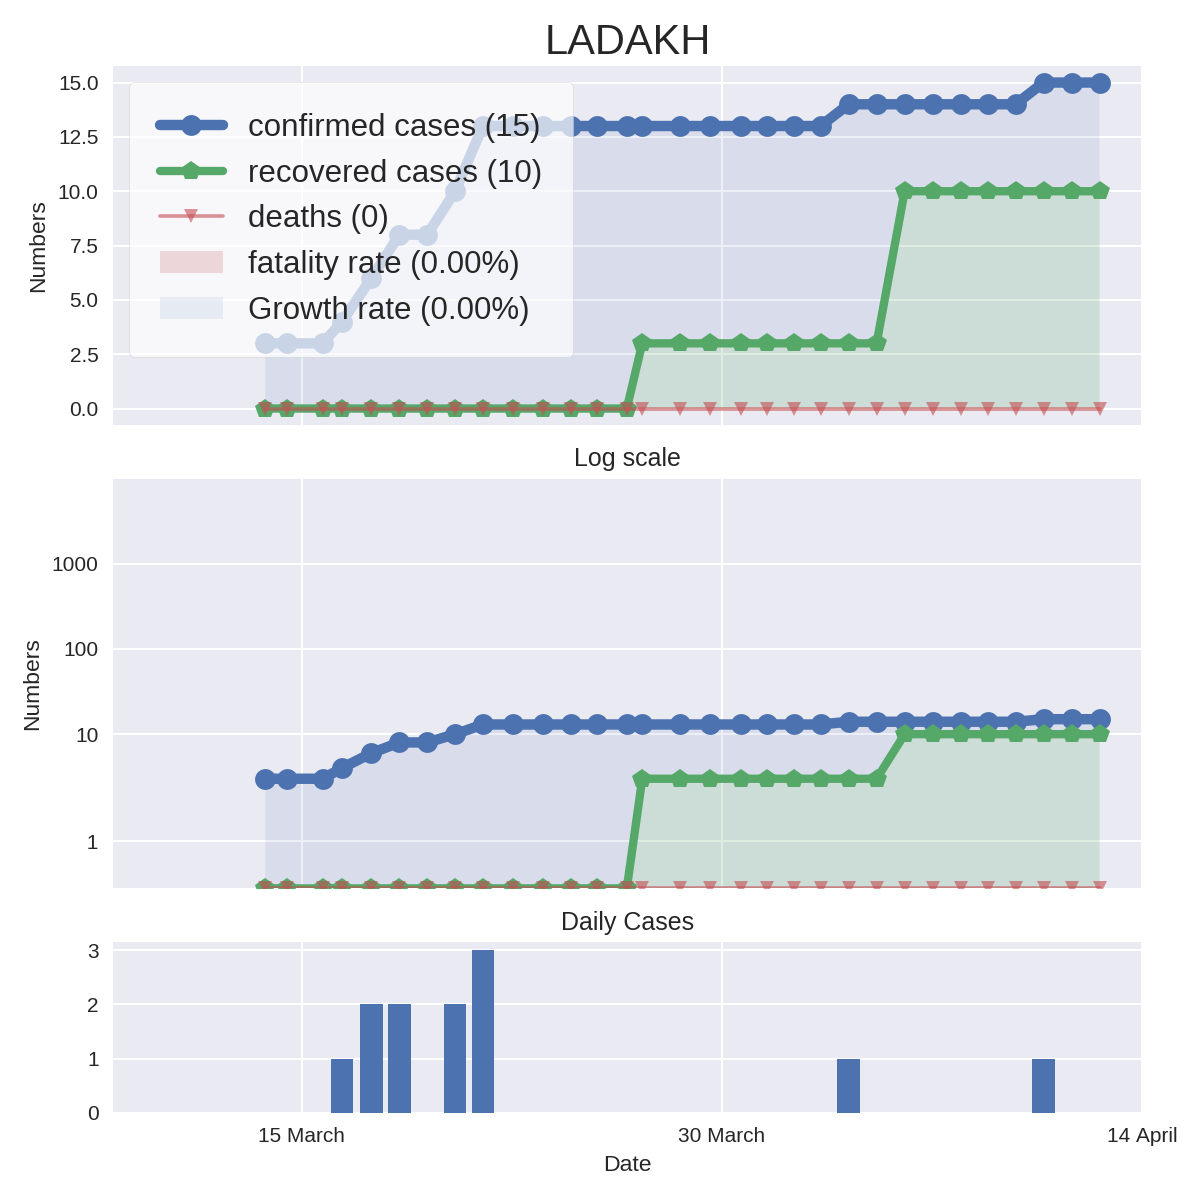 LADAKH
15.0
12.5
10.0
7.5
5.0
2.5
0.0
Numbers
confirmed cases (15)
recovered cases (10)
deaths (0)
fatality rate (0.00%)
Growth rate (0.00%)
Log scale
1000
100
10
1
Numbers
Daily Cases
3
2
1
0
15 March
30 March
14 April
Date